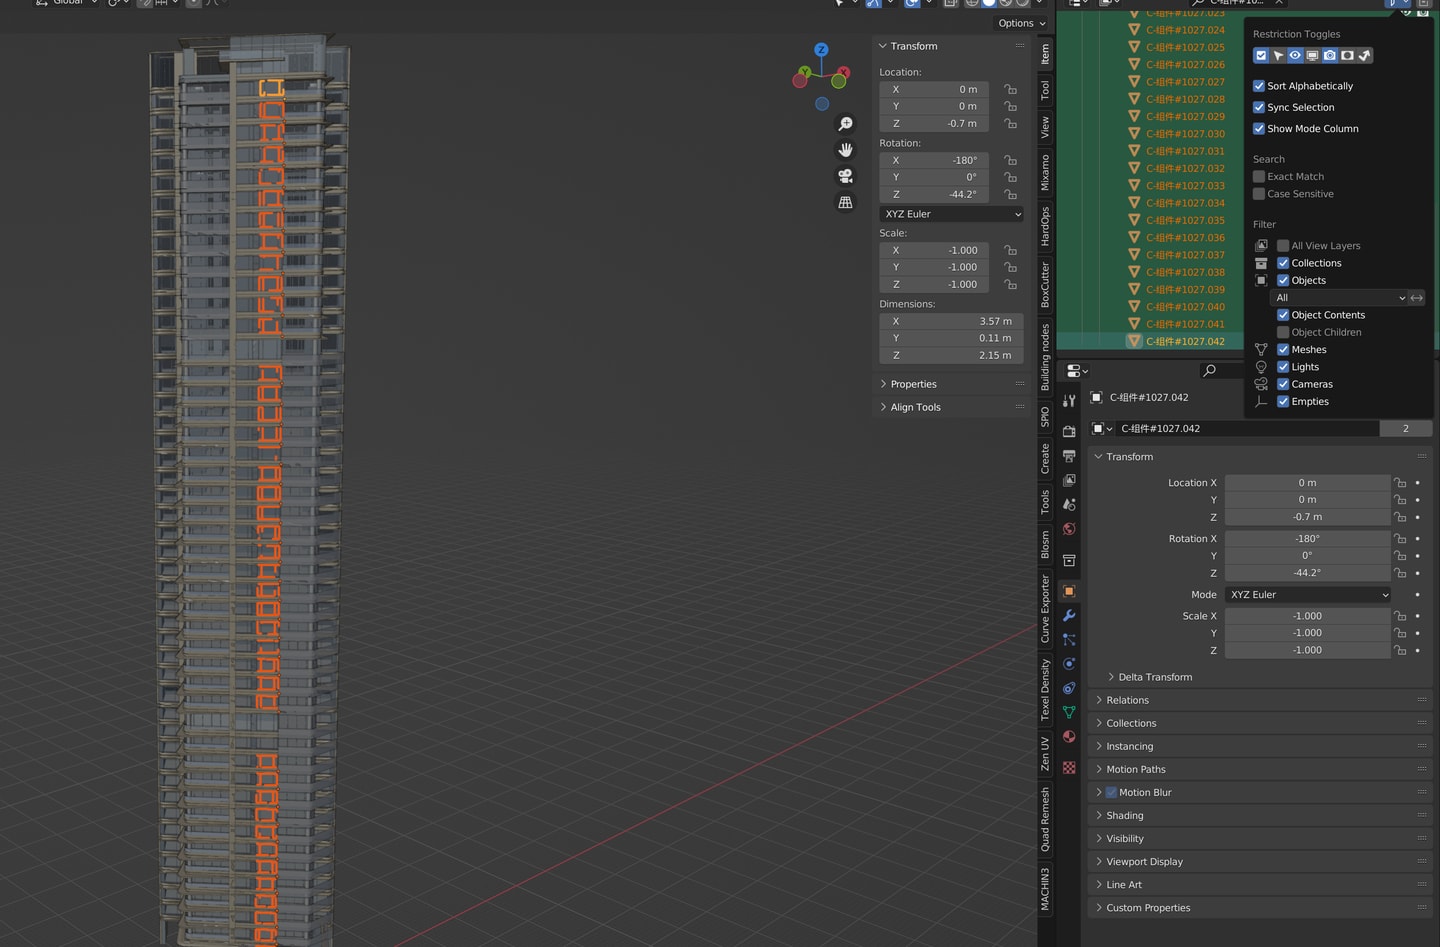 Global
C-组件#10...
Options
Transform
Location:
X 0 m
Y 0 m
Z -0.7 m
Rotation:
X -180°
Y 0°
Z -44.2°
XYZ Euler
Scale:
X -1.000
Y -1.000
Z -1.000
Dimensions:
X 3.57 m
Y 0.11 m
Z 2.15 m
Properties
Align Tools
Z
Y
X
Item
Tool
View
Mixamo
HardOps
BoxCutter
Building nodes
SPIO
Create
Tools
Blosm
Curve Exporter
Texel Density
Zen UV
Quad Remesh
MACHIN3
C-组件#1027.023
C-组件#1027.024
C-组件#1027.025
C-组件#1027.026
C-组件#1027.027
C-组件#1027.028
C-组件#1027.029
C-组件#1027.030
C-组件#1027.031
C-组件#1027.032
C-组件#1027.033
C-组件#1027.034
C-组件#1027.035
C-组件#1027.036
C-组件#1027.037
C-组件#1027.038
C-组件#1027.039
C-组件#1027.040
C-组件#1027.041
C-组件#1027.042
Restriction Toggles
Sort Alphabetically
Sync Selection
Show Mode Column
Search
Exact Match
Case Sensitive
Filter
All View Layers
Collections
Objects
All
Object Contents
Object Children
Meshes
Lights
Cameras
Empties
C-组件#1027.042
C-组件#1027.042 2
Transform
Location X 0 m
Y 0 m
Z -0.7 m
Rotation X -180°
Y 0°
Z -44.2°
Mode XYZ Euler
Scale X -1.000
Y -1.000
Z -1.000
Delta Transform
Relations
Collections
Instancing
Motion Paths
Motion Blur
Shading
Visibility
Viewport Display
Line Art
Custom Properties